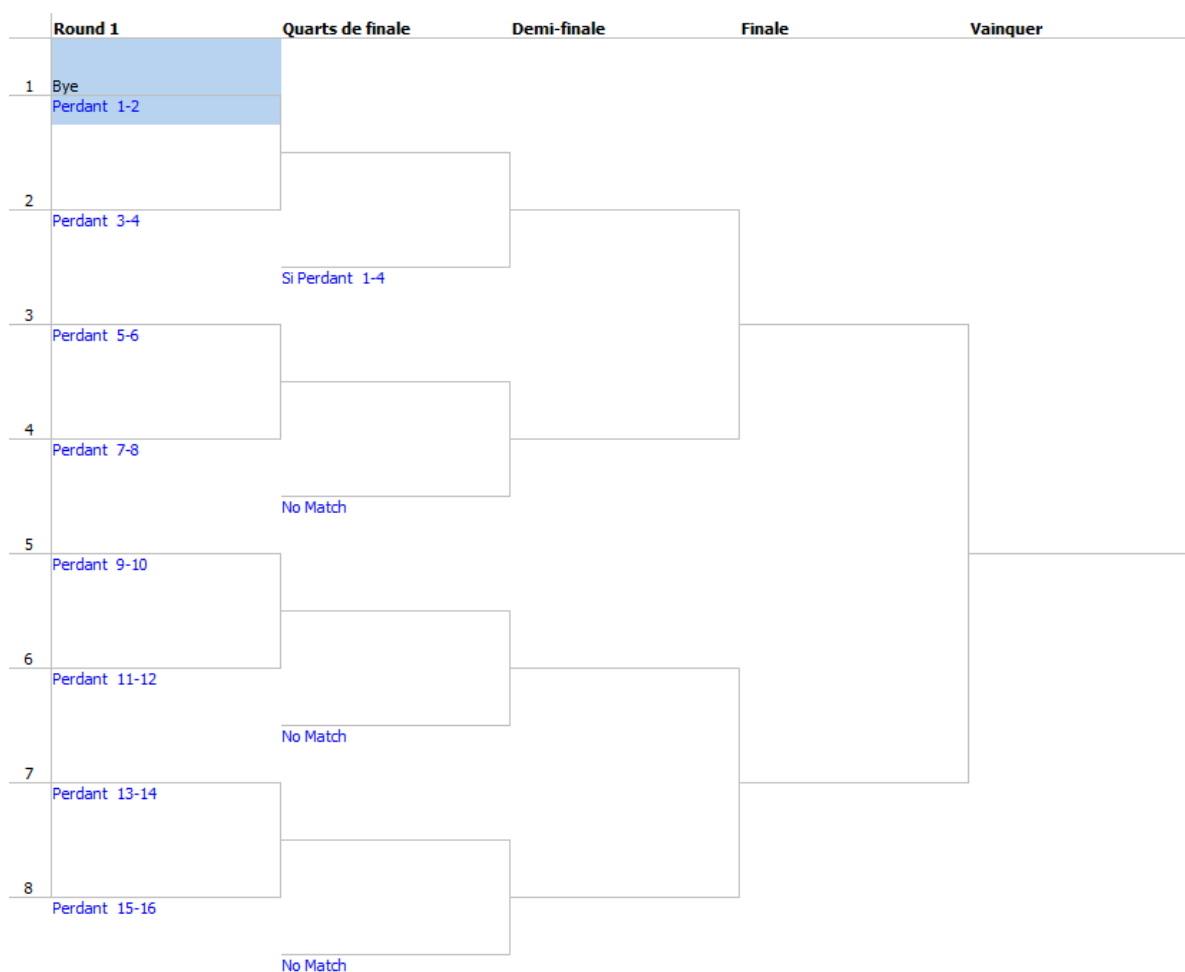 Round 1 Quarts de finale Demi-finale Finale Vainquer
1 Bye
Perdant 1-2
2
Perdant 3-4
Si Perdant 1-4
3
Perdant 5-6
4
Perdant 7-8
No Match
5
Perdant 9-10
6
Perdant 11-12
No Match
7
Perdant 13-14
8
Perdant 15-16
No Match